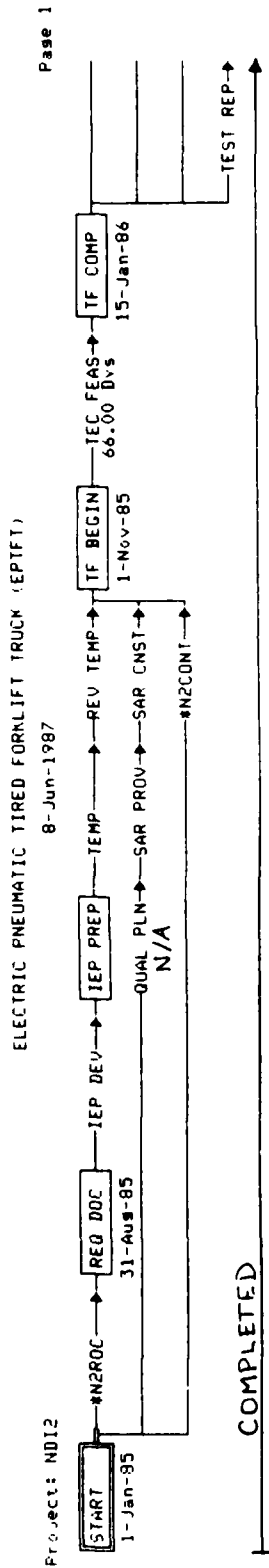 ELECTRIC PNEUMATIC TIRED FORKLIFT TRUCK (EPTFT)
Project: NDI2
8-Jun-1987
Page 1
START *N2ROC REQ DOC IEP DEV IEP PREP TEMP REV TEMP TF BEGIN TEC FEAS TF COMP
1-Jan-85 31-Aug-85 1-Nov-85 66.00 Dys 15-Jan-86
QUAL PLN SAR PROV SAR CNST
N/A
*N2CONT
TEST REP
COMPLETED